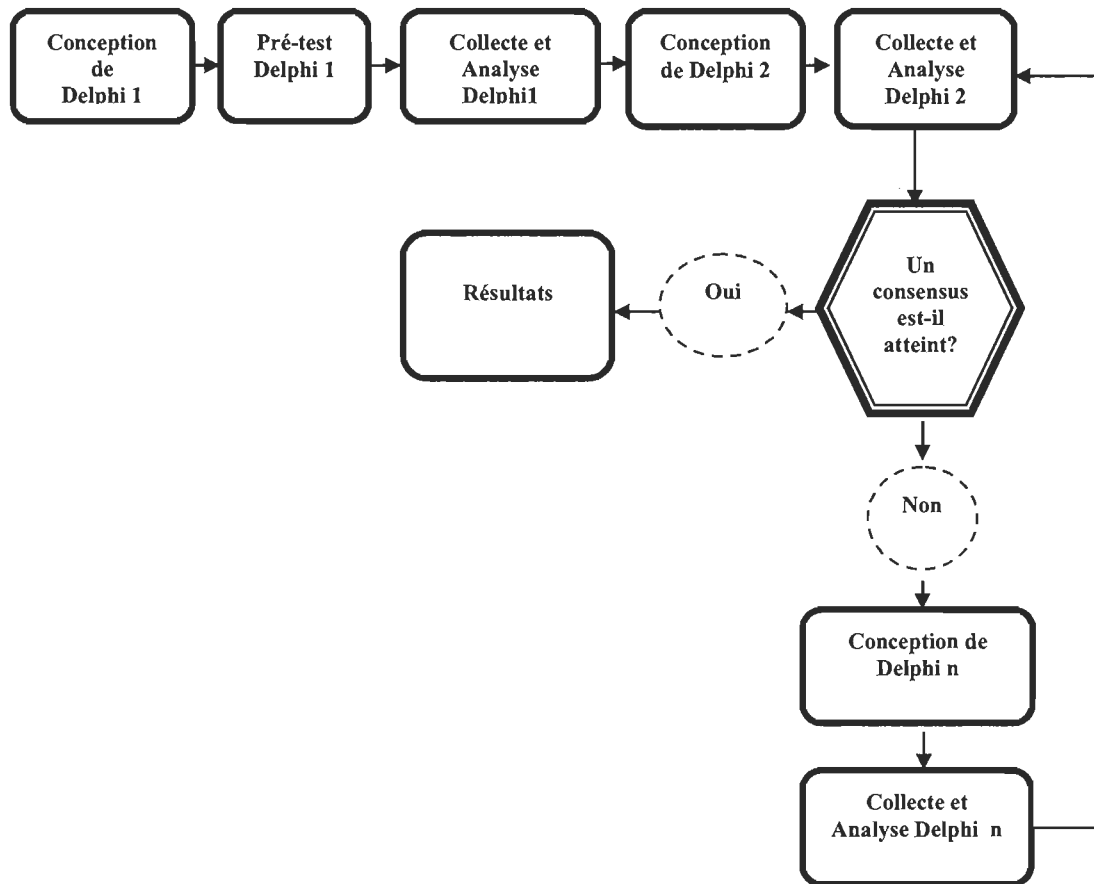 Conception
de
Delphi 1
Pré-test
Delphi 1
Collecte et
Analyse
Delphi1
Conception
de Delphi 2
Collecte et
Analyse
Delphi 2
Un
consensus
est-il
atteint?
Oui
Résultats
Non
Conception de
Delphi n
Collecte et
Analyse Delphi n